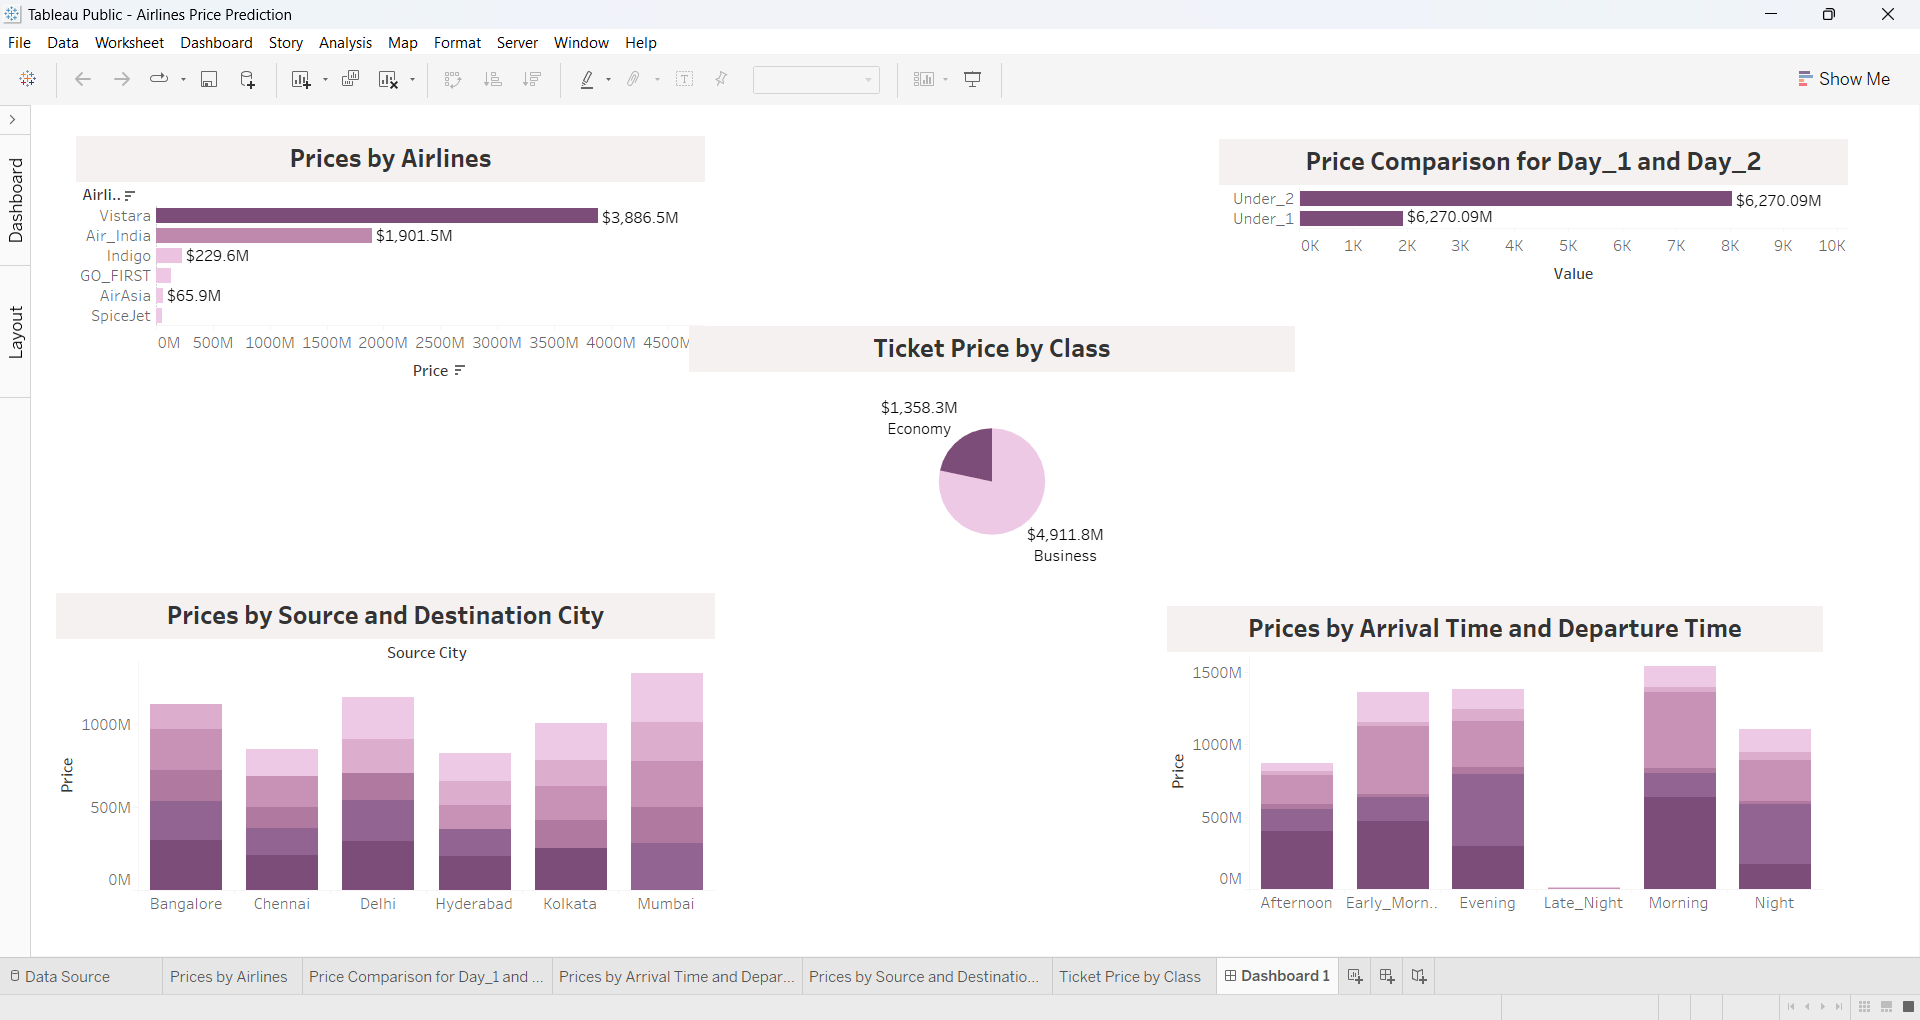 Tableau Public - Airlines Price Prediction
File Data Worksheet Dashboard Story Analysis Map Format Server Window Help
Show Me
Dashboard
Layout
Prices by Airlines
Airli..
Vistara $3,886.5M
Air_India $1,901.5M
Indigo $229.6M
GO_FIRST
AirAsia $65.9M
SpiceJet
0M 500M 1000M 1500M 2000M 2500M 3000M 3500M 4000M 4500M
Price
Price Comparison for Day_1 and Day_2
Under_2 $6,270.09M
Under_1 $6,270.09M
0K 1K 2K 3K 4K 5K 6K 7K 8K 9K 10K
Value
Ticket Price by Class
$1,358.3M
Economy
$4,911.8M
Business
Prices by Source and Destination City
Source City
Price
1000M
500M
0M
Bangalore Chennai Delhi Hyderabad Kolkata Mumbai
Prices by Arrival Time and Departure Time
Price
1500M
1000M
500M
0M
Afternoon Early_Morn.. Evening Late_Night Morning Night
Data Source Prices by Airlines Price Comparison for Day_1 and ... Prices by Arrival Time and Depar... Prices by Source and Destinatio... Ticket Price by Class Dashboard 1